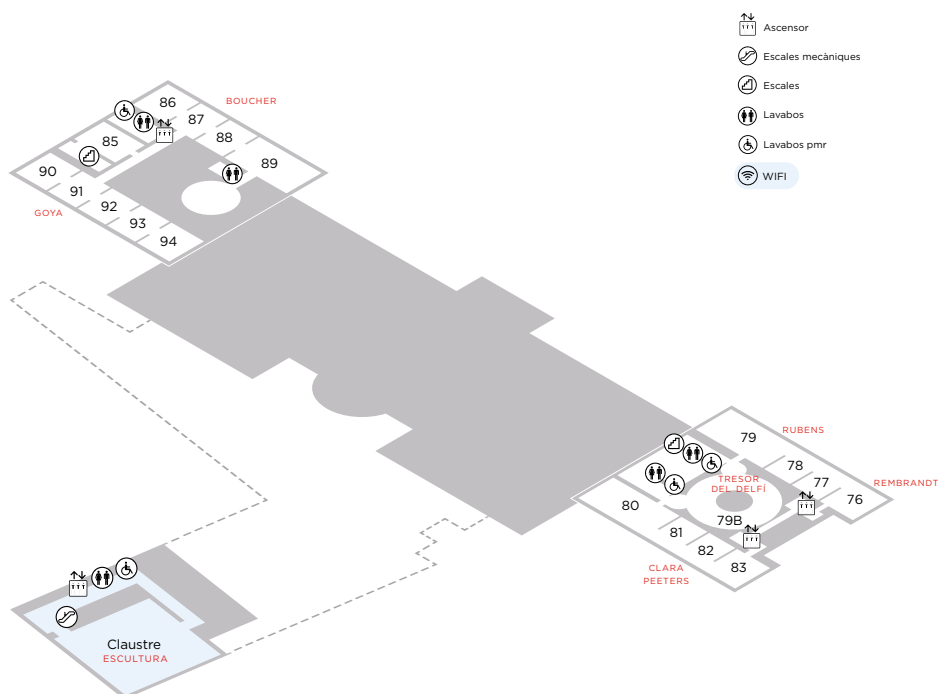 Ascensor
Escales mecàniques
Escales
Lavabos
Lavabos pmr
WIFI
86
BOUCHER
87
88
85
89
90
91
92
GOYA
93
94
79
RUBENS
78
77
TRESOR
DEL DELFÍ
REMBRANDT
76
80
79B
81
82
83
CLARA
PEETERS
Claustre
ESCULTURA